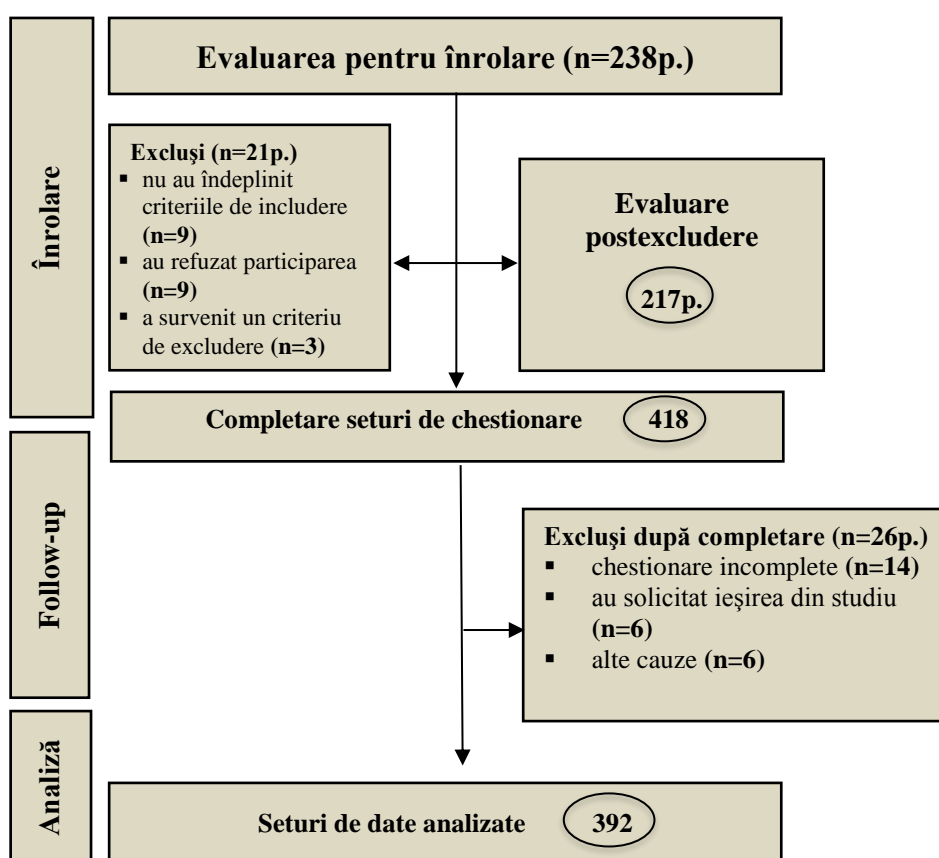 Înrolare
Evaluarea pentru înrolare (n=238p.)
Excluşi (n=21p.)
▪ nu au îndeplinit
criteriile de includere
(n=9)
▪ au refuzat participarea
(n=9)
▪ a survenit un criteriu
de excludere (n=3)
Evaluare
postexcludere
217p.
Completare seturi de chestionare 418
Follow-up
Excluşi după completare (n=26p.)
▪ chestionare incomplete (n=14)
▪ au solicitat ieşirea din studiu
(n=6)
▪ alte cauze (n=6)
Analiză
Seturi de date analizate 392